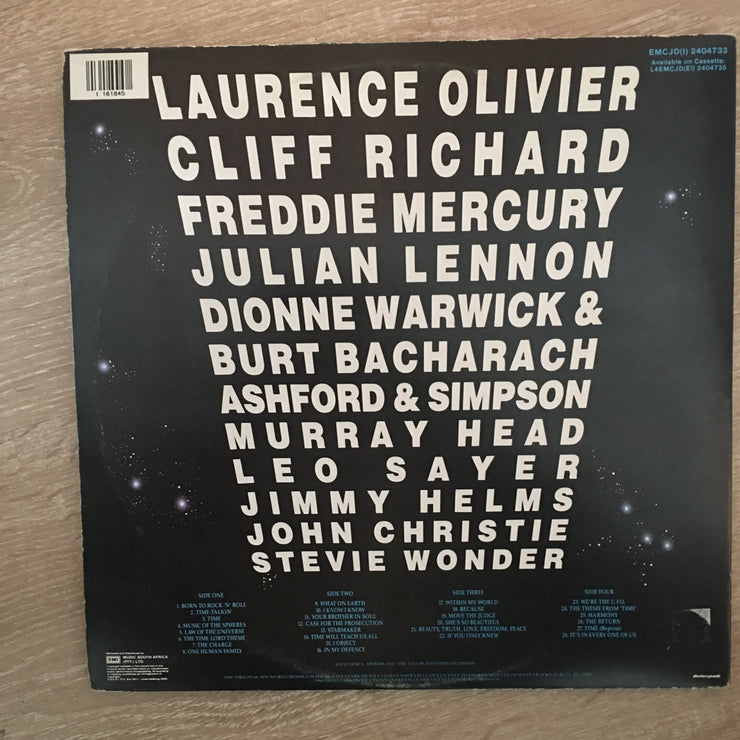 EMCJD(I) 2404733
Available on Cassette:
L4EMCJD(EI) 2404735
1 161845
LAURENCE OLIVIER
CLIFF RICHARD
FREDDIE MERCURY
JULIAN LENNON
DIONNE WARWICK &
BURT BACHARACH
ASHFORD & SIMPSON
MURRAY HEAD
LEO SAYER
JIMMY HELMS
JOHN CHRISTIE
STEVIE WONDER
SIDE ONE
1. BORN TO ROCK 'N' ROLL
2. TIME TALKIN'
3. TIME
4. MUSIC OF THE SPHERES
5. LAW OF THE UNIVERSE
6. THE TIME LORD THEME
7. THE CHARGE
8. ONE HUMAN FAMILY
SIDE TWO
9. WHAT ON EARTH
10. I KNOW I KNOW
11. YOUR BROTHER IN SOUL
12. CASE FOR THE PROSECUTION
13. STARMAKER
14. TIME WILL TEACH US ALL
15. I OBJECT
16. IN MY DEFENCE
SIDE THREE
17. WITHIN MY WORLD
18. BECAUSE
19. MOVE THE JUDGE
20. SHE'S SO BEAUTIFUL
21. BEAUTY, TRUTH, LOVE, FREEDOM, PEACE
22. IF YOU ONLY KNEW
SIDE FOUR
23. WE'RE THE U.F.O.
24. THE THEME FROM 'TIME'
25. HARMONY
26. THE RETURN
27. TIME (Reprise)
28. IT'S IN EVERY ONE OF US
EMI
MUSIC SOUTH AFRICA
(PTY) LTD.